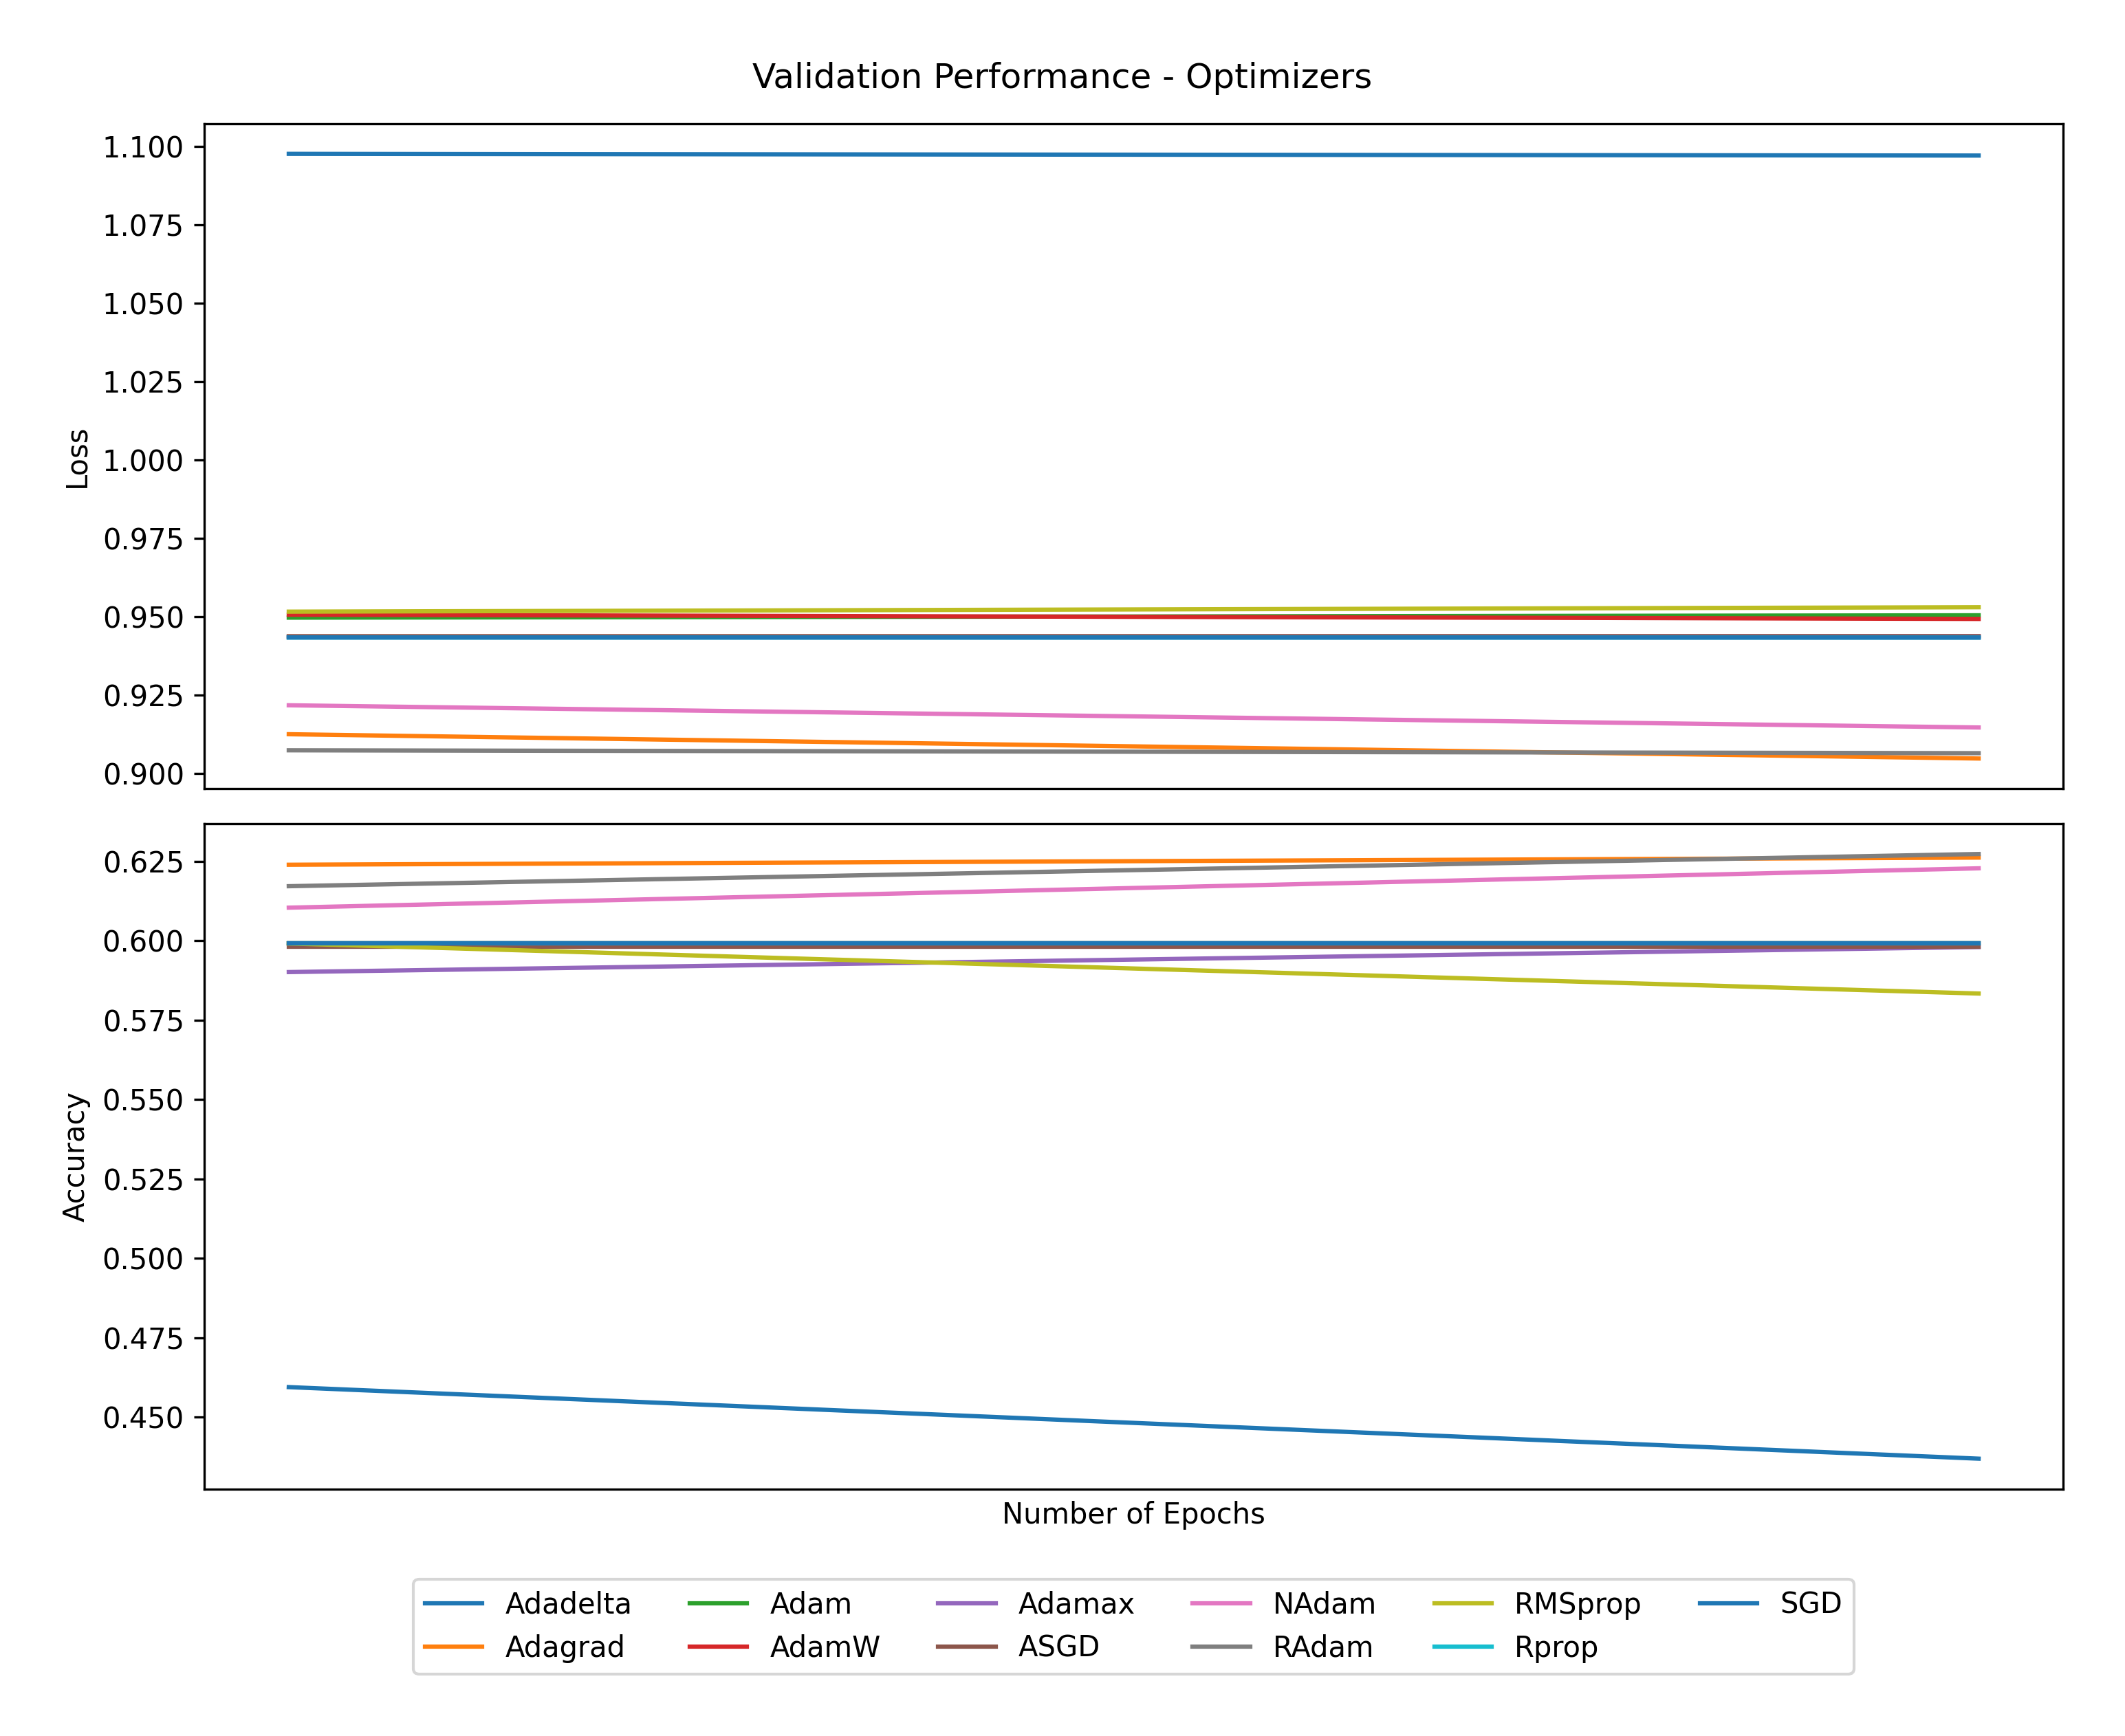 Validation Performance - Optimizers
1.100
1.075
1.050
1.025
1.000
0.975
0.950
0.925
0.900
Loss
0.625
0.600
0.575
0.550
0.525
0.500
0.475
0.450
Accuracy
Number of Epochs
Adadelta Adam Adamax NAdam RMSprop SGD
Adagrad AdamW ASGD RAdam Rprop